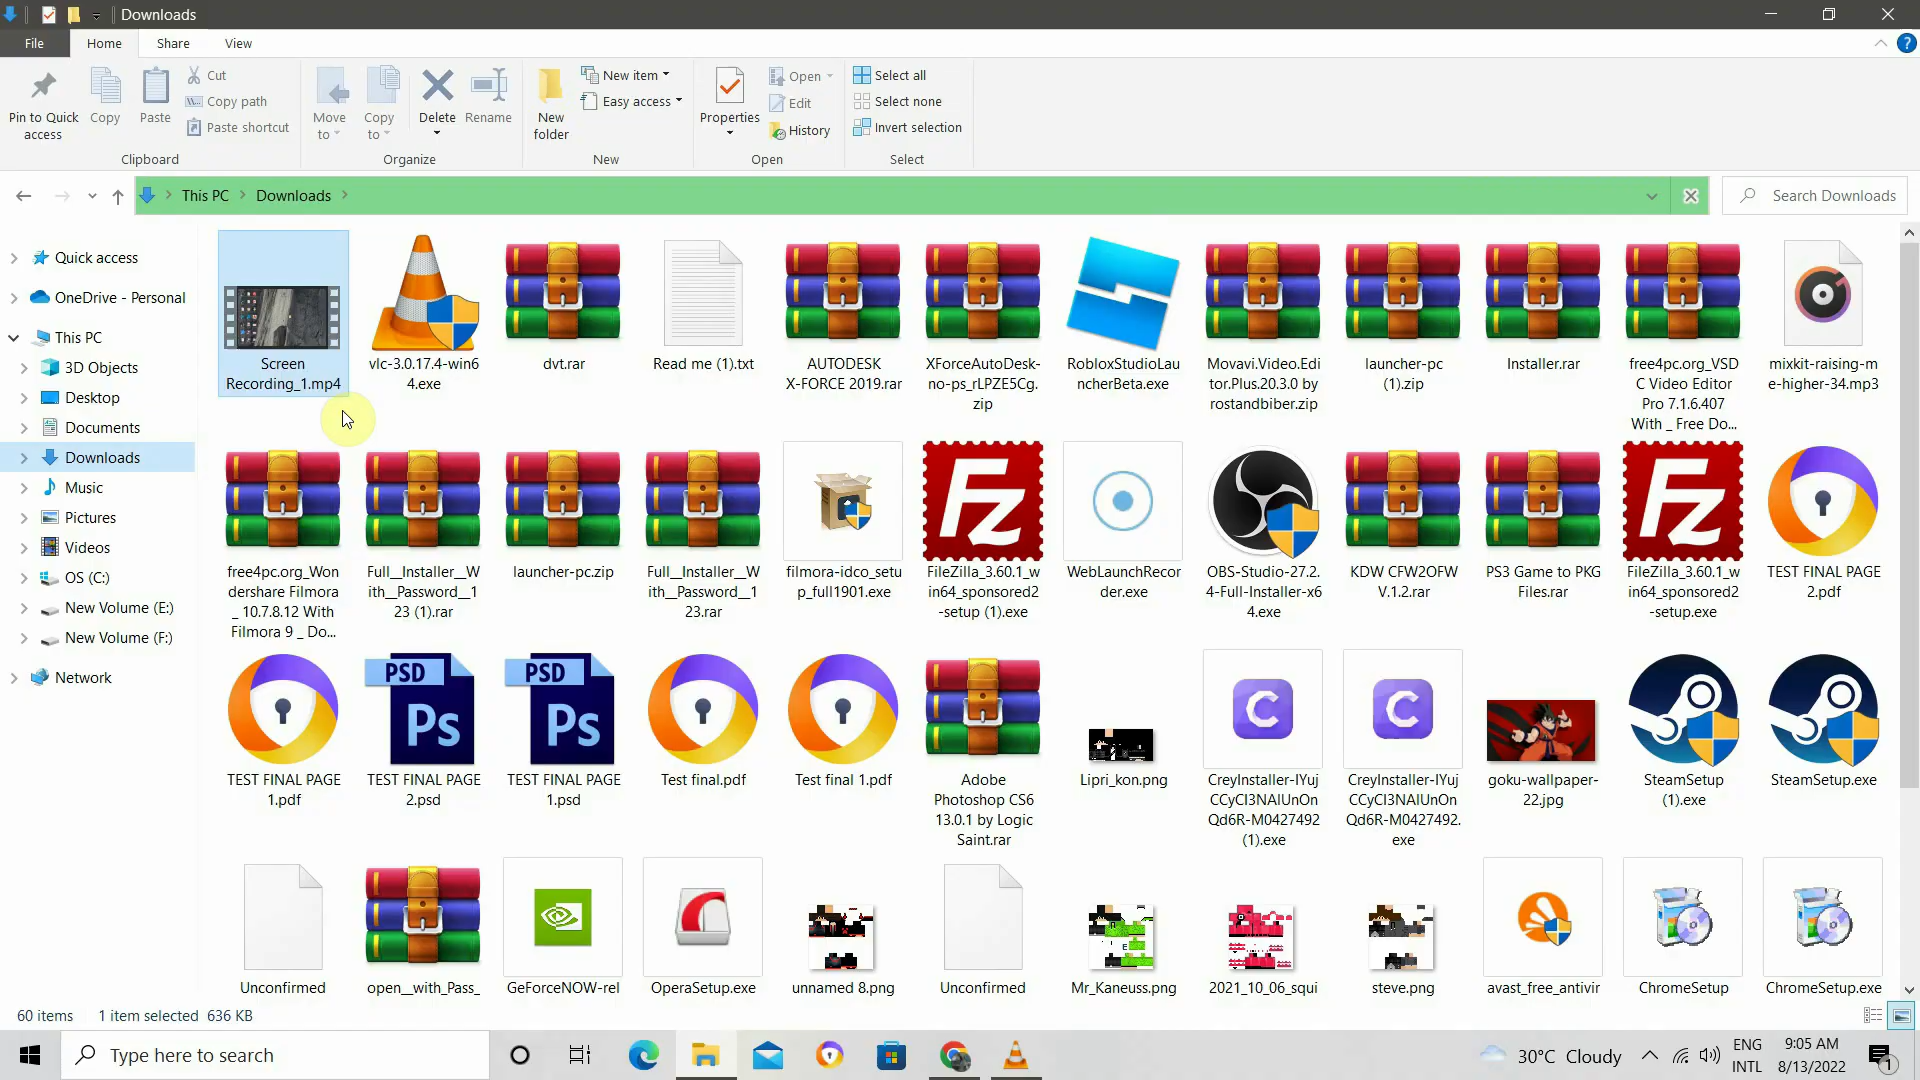 Downloads
File
Home
Share
View
Pin to Quick
access
Copy
Paste
Cut
Copy path
Paste shortcut
Clipboard
Move
to
Copy
to
Delete
Rename
Organize
New
folder
New item
Easy access
New
Properties
Open
Edit
History
Open
Select all
Select none
Invert selection
Select
This PC
Downloads
Search Downloads
Quick access
OneDrive - Personal
This PC
3D Objects
Desktop
Documents
Downloads
Music
Pictures
Videos
OS (C:)
New Volume (E:)
New Volume (F:)
Network
Screen
Recording_1.mp4
vlc-3.0.17.4-win6
4.exe
dvt.rar
Read me (1).txt
AUTODESK
X-FORCE 2019.rar
XForceAutoDesk-
no-ps_rLPZE5Cg.
zip
RobloxStudioLau
ncherBeta.exe
Movavi.Video.Edi
tor.Plus.20.3.0 by
rostandbiber.zip
launcher-pc
(1).zip
Installer.rar
free4pc.org_VSD
C Video Editor
Pro 7.1.6.407
With _ Free Do...
mixkit-raising-m
e-higher-34.mp3
free4pc.org_Won
dershare Filmora
_ 10.7.8.12 With
Filmora 9 _ Do...
Full__Installer__W
ith__Password__1
23 (1).rar
launcher-pc.zip
Full__Installer__W
ith__Password__1
23.rar
filmora-idco_setu
p_full1901.exe
Fz
FileZilla_3.60.1_w
in64_sponsored2
-setup (1).exe
WebLaunchRecor
der.exe
OBS-Studio-27.2.
4-Full-Installer-x6
4.exe
KDW CFW2OFW
V.1.2.rar
PS3 Game to PKG
Files.rar
Fz
FileZilla_3.60.1_w
in64_sponsored2
-setup.exe
TEST FINAL PAGE
2.pdf
TEST FINAL PAGE
1.pdf
PSD
Ps
TEST FINAL PAGE
2.psd
PSD
Ps
TEST FINAL PAGE
1.psd
Test final.pdf
Test final 1.pdf
Adobe
Photoshop CS6
13.0.1 by Logic
Saint.rar
Lipri_kon.png
C
CreyInstaller-IYuj
CCyCI3NAIUnOn
Qd6R-M0427492
(1).exe
C
CreyInstaller-IYuj
CCyCI3NAIUnOn
Qd6R-M0427492.
exe
goku-wallpaper-
22.jpg
SteamSetup
(1).exe
SteamSetup.exe
Unconfirmed
open__with_Pass_
GeForceNOW-rel
OperaSetup.exe
unnamed 8.png
Unconfirmed
Mr_Kaneuss.png
2021_10_06_squi
steve.png
avast_free_antivir
ChromeSetup
ChromeSetup.exe
60 items
1 item selected 636 KB
Type here to search
30°C Cloudy
ENG
INTL
9:05 AM
8/13/2022
1